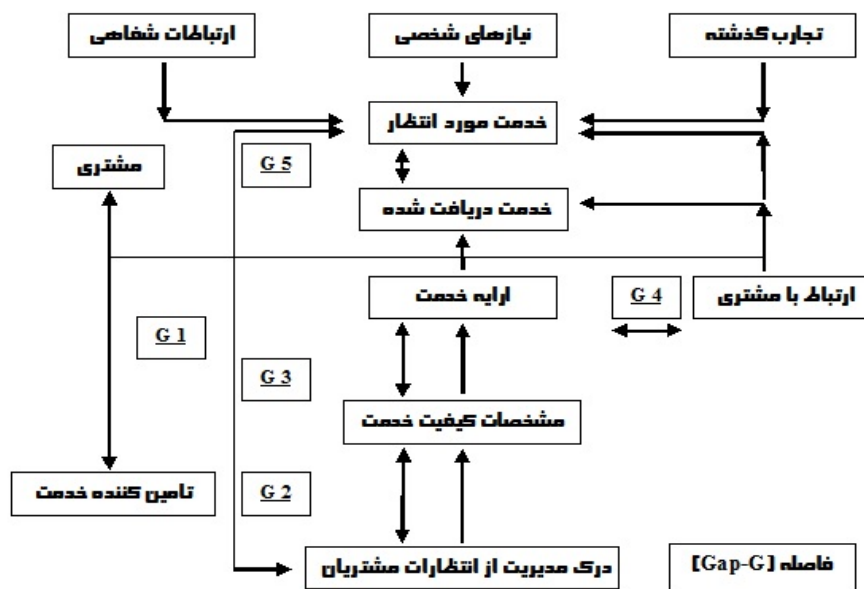 تجارب گذشته
نیازهای شخصی
ارتباطات شفاهی
خدمت مورد انتظار
G 5
مشتری
خدمت دریافت شده
ارتباط با مشتری
G 4
ارایه خدمت
G 1
G 3
مشخصات کیفیت خدمت
G 2
تامین کننده خدمت
درک مدیریت از انتظارات مشتریان
فاصله [Gap-G]